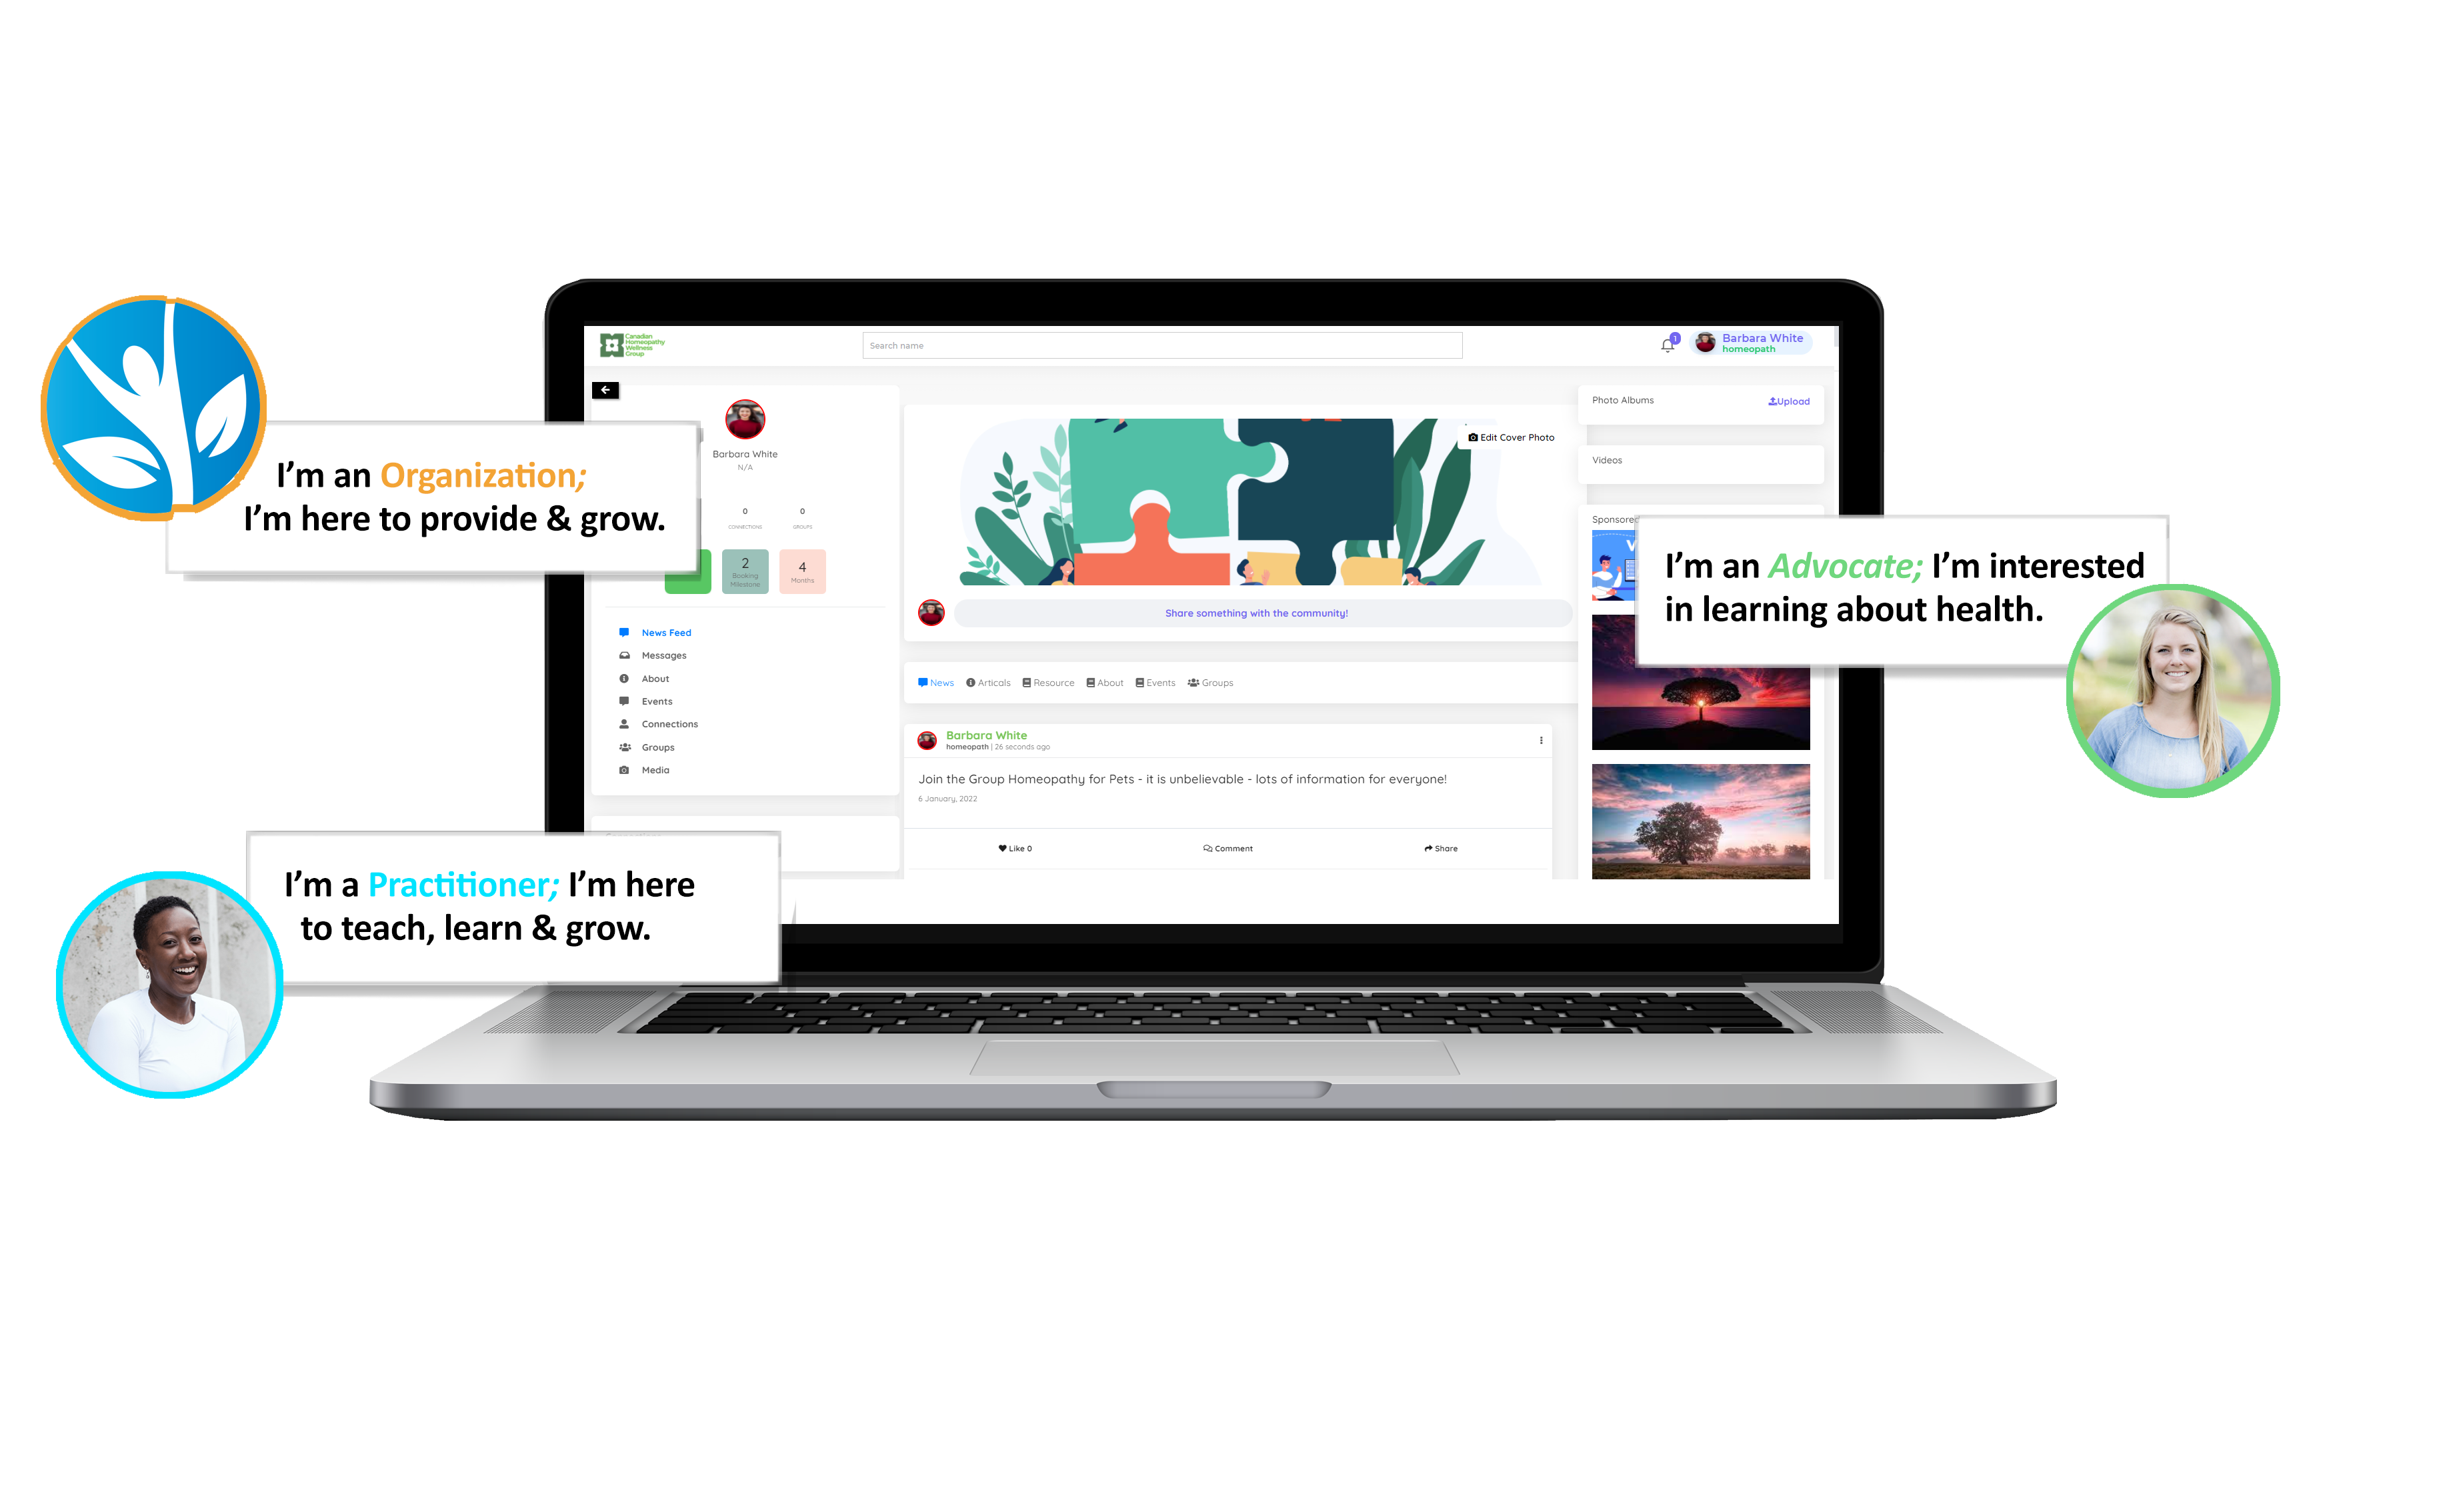 Canadian
Homeopathy
Wellness
Group
Search name
1
Barbara White
homeopath
Barbara White
N/A
0
CONNECTIONS
0
GROUPS
2
Booking
Milestone
4
Months
News Feed
Messages
About
Events
Connections
Groups
Media
Edit Cover Photo
Share something with the community!
News Articals Resource About Events Groups
Barbara White
homeopath | 26 seconds ago
Join the Group Homeopathy for Pets - it is unbelievable - lots of information for everyone!
6 January, 2022
Like 0 Comment Share
Photo Albums Upload
Videos
Sponsored
I'm an Organization;
I'm here to provide & grow.
I'm an Advocate; I'm interested
in learning about health.
I'm a Practitioner; I'm here
to teach, learn & grow.